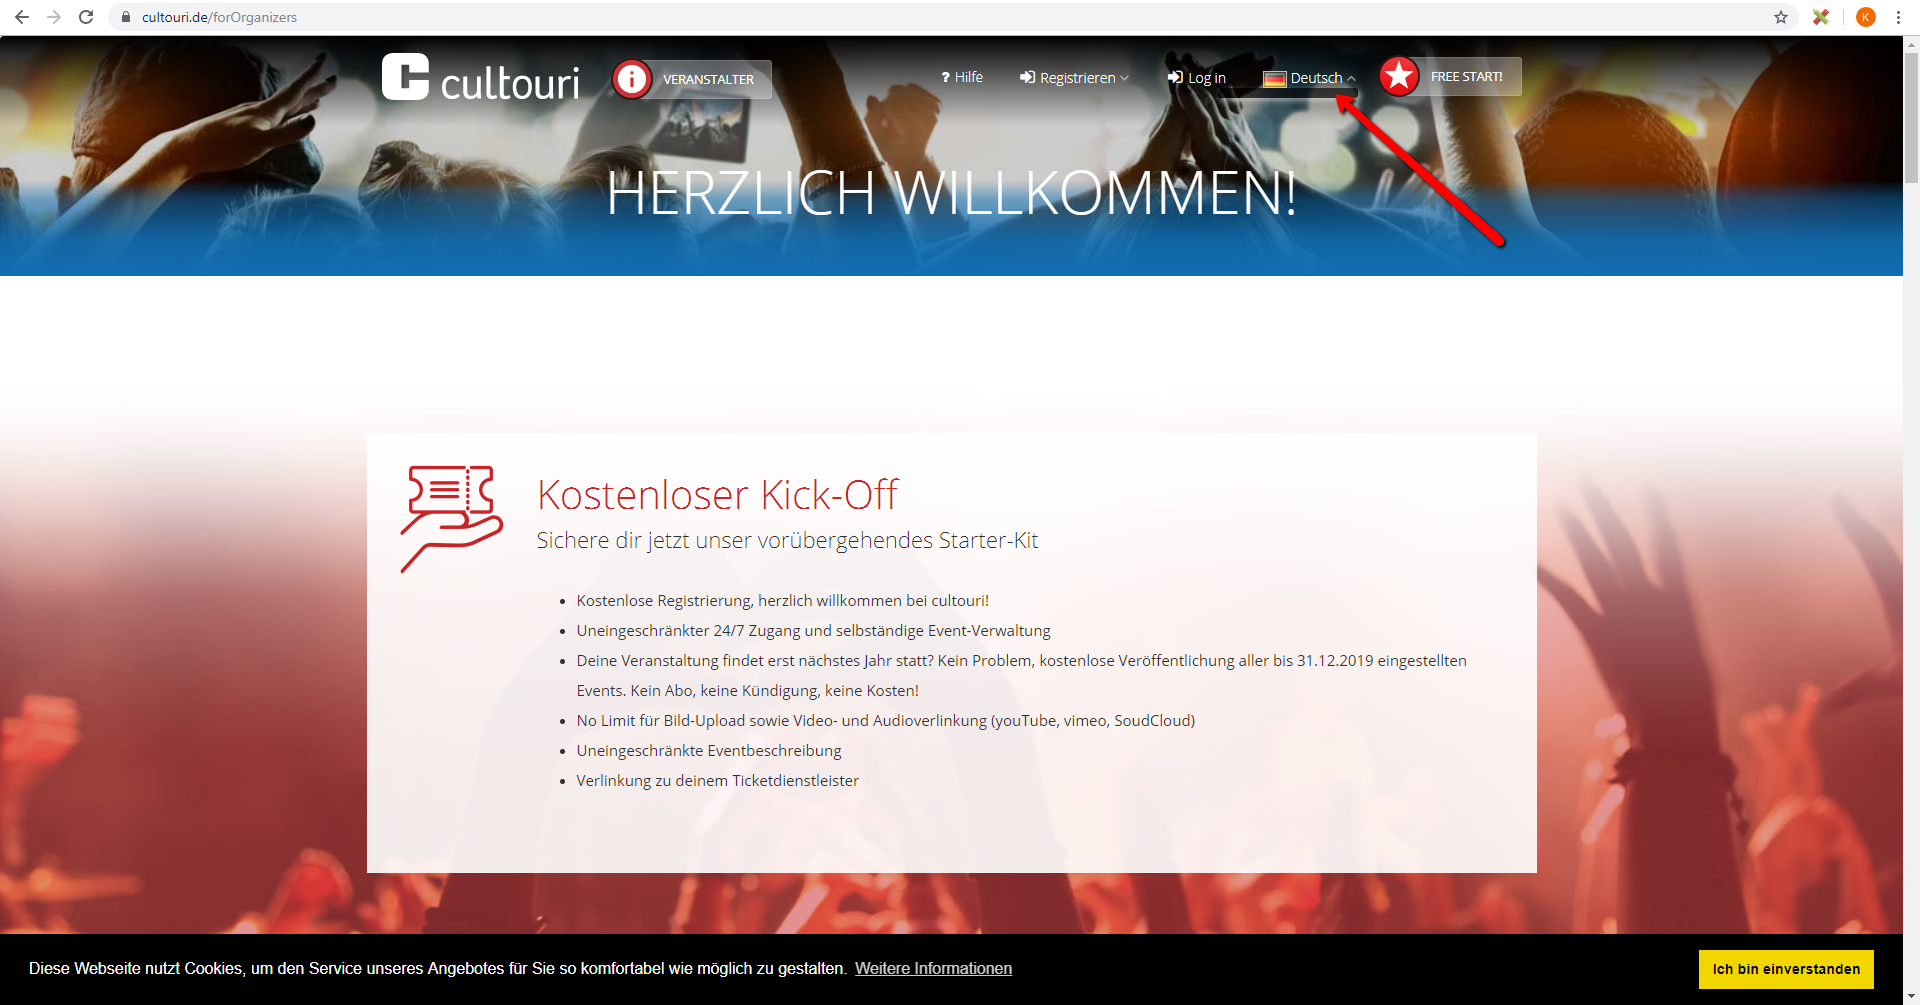 cultouri.de/forOrganizers
K
cultouri
VERANSTALTER
? Hilfe
Registrieren
Log in
Deutsch
FREE START!
HERZLICH WILLKOMMEN!
Kostenloser Kick-Off
Sichere dir jetzt unser vorübergehendes Starter-Kit
• Kostenlose Registrierung, herzlich willkommen bei cultouri!
• Uneingeschränkter 24/7 Zugang und selbständige Event-Verwaltung
• Deine Veranstaltung findet erst nächstes Jahr statt? Kein Problem, kostenlose Veröffentlichung aller bis 31.12.2019 eingestellten
Events. Kein Abo, keine Kündigung, keine Kosten!
• No Limit für Bild-Upload sowie Video- und Audioverlinkung (youTube, vimeo, SoudCloud)
• Uneingeschränkte Eventbeschreibung
• Verlinkung zu deinem Ticketdienstleister
Diese Webseite nutzt Cookies, um den Service unseres Angebotes für Sie so komfortabel wie möglich zu gestalten. Weitere Informationen
Ich bin einverstanden